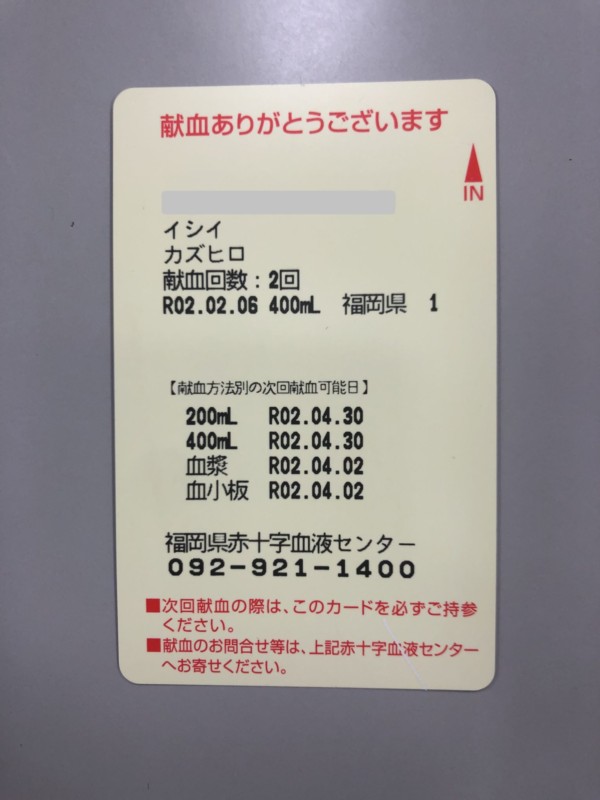 献血ありがとうございます
IN
イシイ
カズヒロ
献血回数:2回
R02.02.06 400mL 福岡県 1
【献血方法別の次回献血可能日】
200mL R02.04.30
400mL R02.04.30
血漿 R02.04.02
血小板 R02.04.02
福岡県赤十字血液センター
092-921-1400
■次回献血の際は、このカードを必ずご持参
ください。
■献血のお問合せ等は、上記赤十字血液センター
へお寄せください。